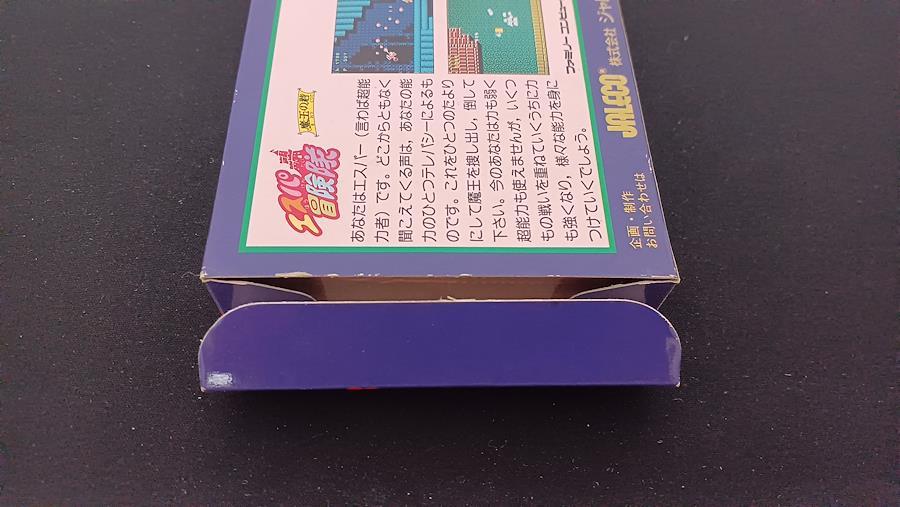 エスパ冒険隊
魔王の砦
あなたはエスパー（言わば超能
力者）です。どこからともなく
聞こえてくる声は、あなたの能
力のひとつテレパシーによるも
のです。これをひとつのたより
にして魔王を捜し出し、倒して
下さい。今のあなたは力も弱く
超能力も使えませんが、いくつ
もの戦いを重ねていくうちに力
も強くなり、様々な能力を身に
つけていくでしょう。
ファミリーコンピュ
JALECO® 株式会社 ジャレ
企画・制作
お問い合わせは